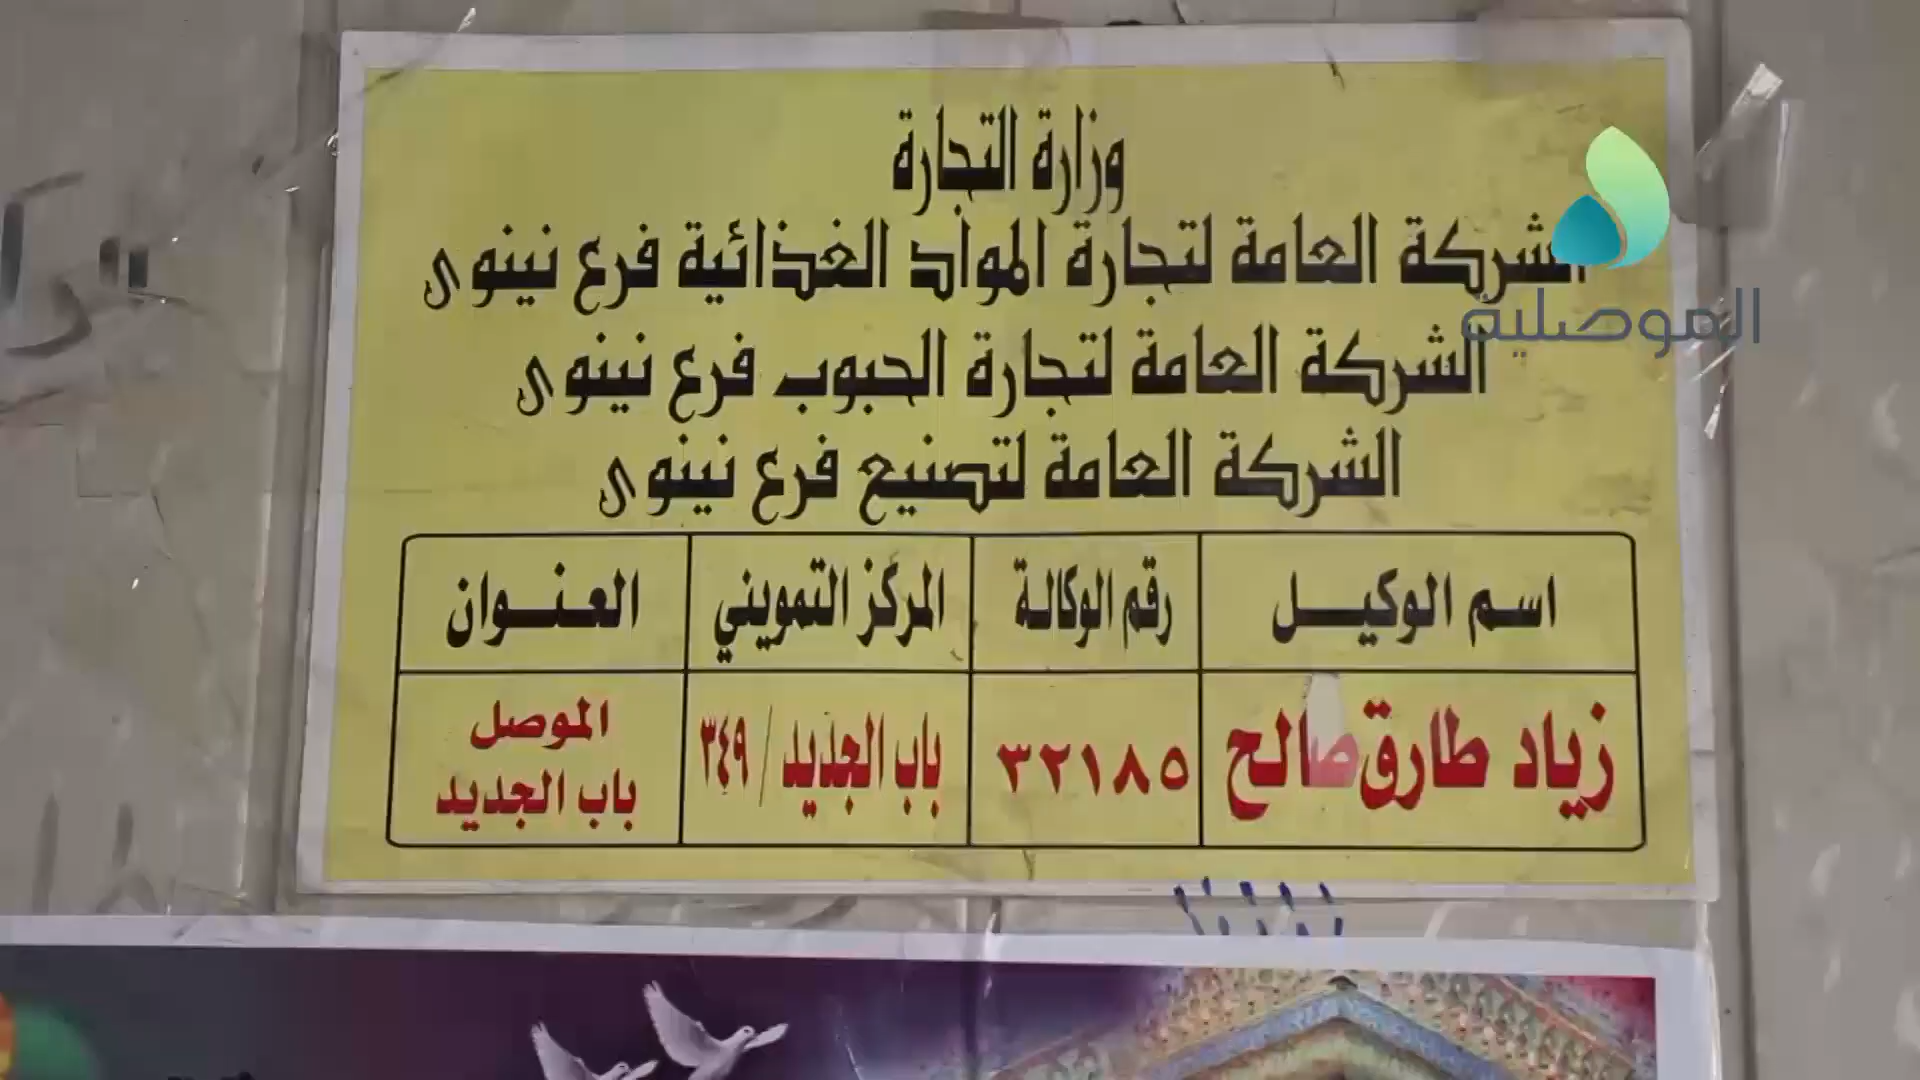 وزارة التجارة
الشركة العامة لتجارة المواد الغذائية فرع نينوى
الشركة العامة لتجارة الحبوب فرع نينوى
الشركة العامة لتصنيع فرع نينوى
اسم الوكيل رقم الوكالة المركز التمويني العنوان
زياد طارق صالح ٣٢١٨٥ باب الجديد / ٣٤٩ الموصل
باب الجديد
الموصلية